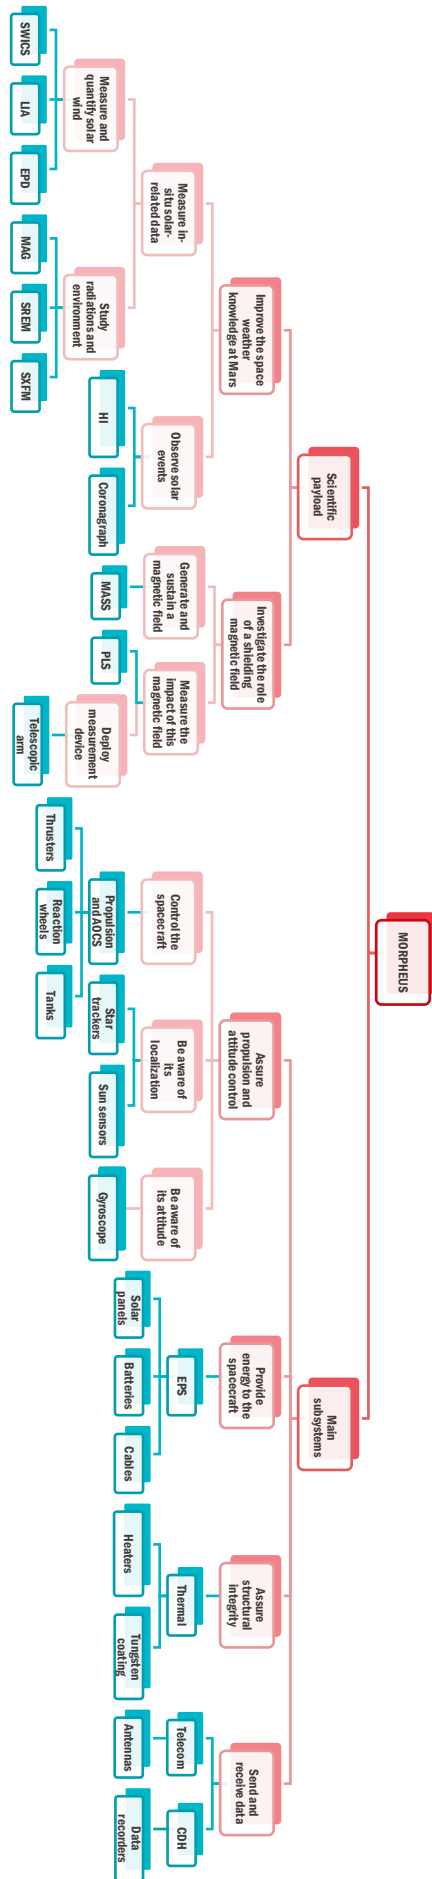 MORPHEUS
Scientific
payload
Main
subsystems
Improve the space
weather
knowledge at Mars
Investigate the role
of a shielding
magnetic field
Assure
propulsion and
attitude control
Provide
energy to the
spacecraft
Assure
structural
integrity
Send and
receive data
Measure in-
situ solar-
related data
Observe solar
events
Generate and
sustain a
magnetic field
Measure the
impact of this
magnetic field
Control the
spacecraft
Be aware of
its
localization
Be aware of
its attitude
EPS
Thermal
Telecom
CDH
Measure and
quantify solar
wind
Study
radiations and
environment
HI
Coronagraph
MASS
PLS
Deploy
measurement
device
Propulsion
and AOCS
Star
trackers
Sun sensors
Gyroscope
Solar
panels
Batteries
Cables
Heaters
Tungsten
coating
Antennas
Data
recorders
SWICS
LIA
EPD
MAG
SREM
SXFM
Telescopic
arm
Thrusters
Reaction
wheels
Tanks